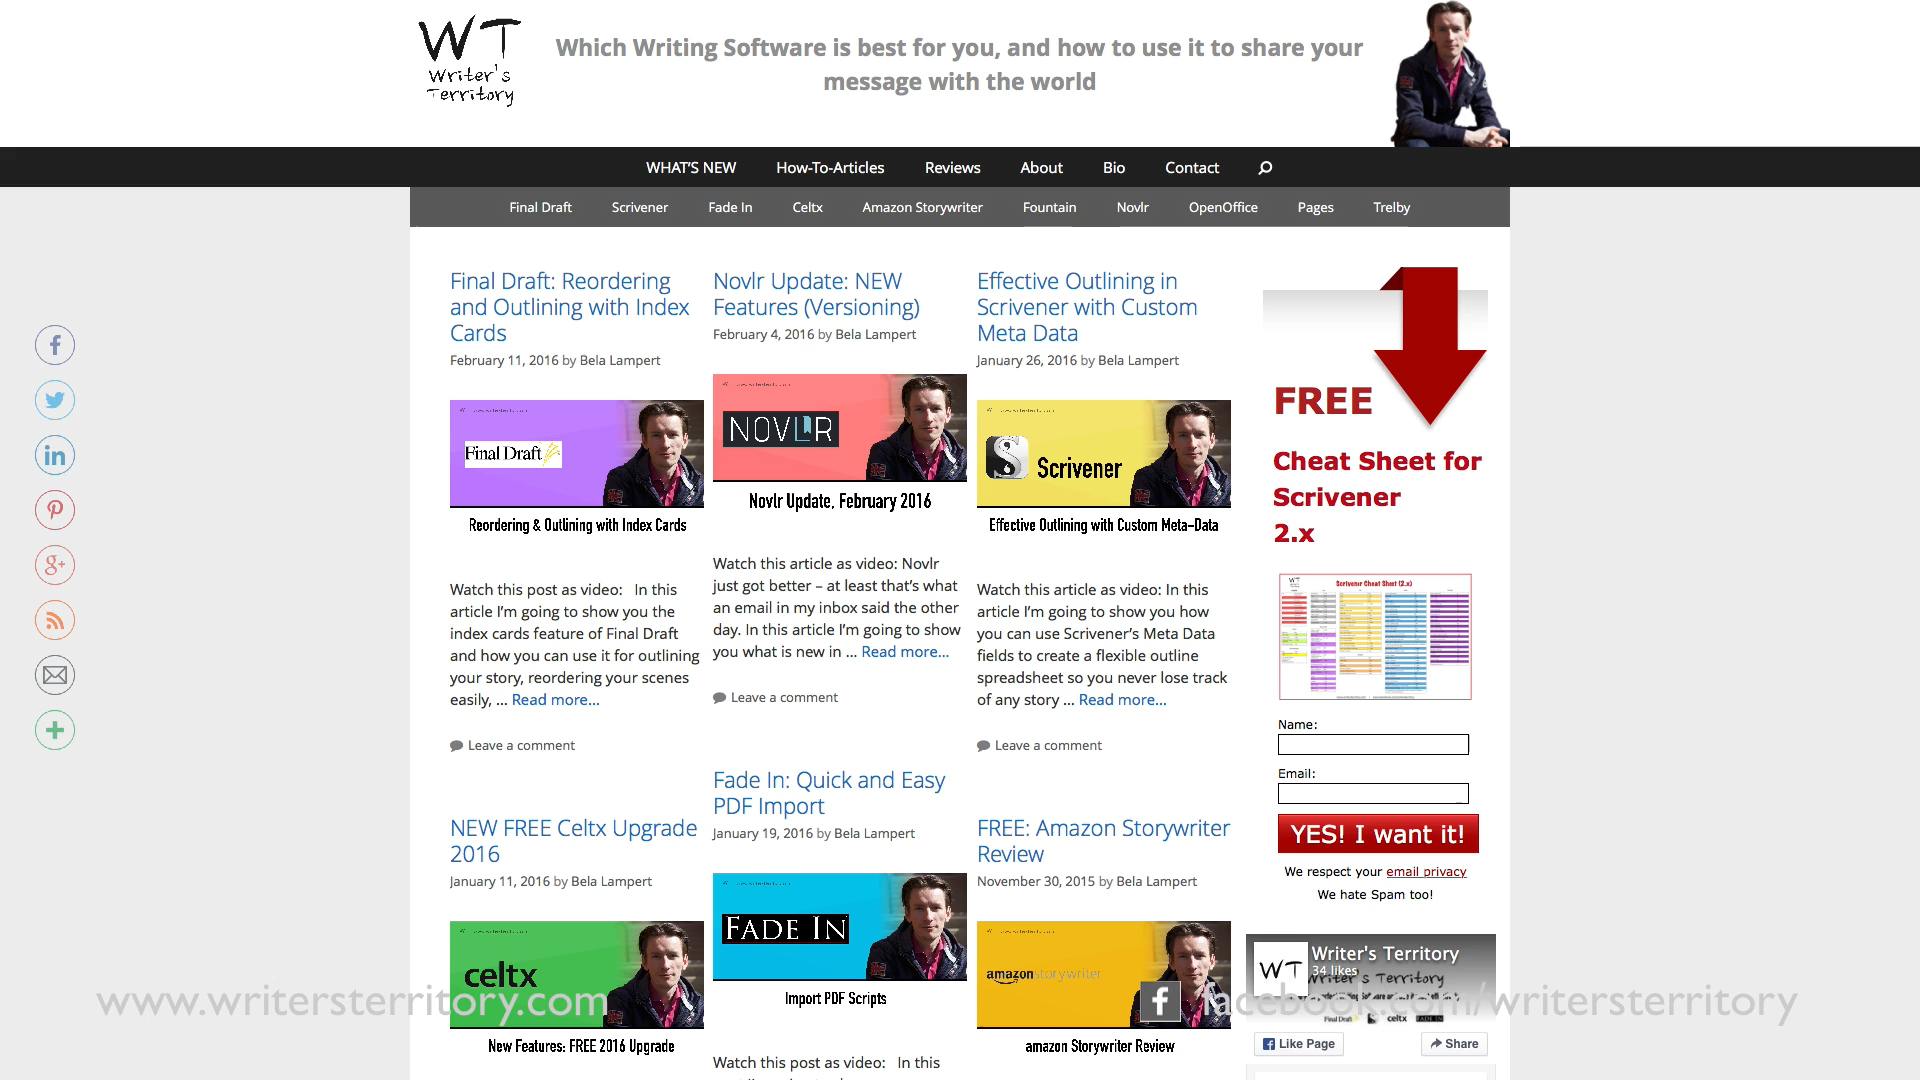 WT
Writer's
Territory
Which Writing Software is best for you, and how to use it to share your
message with the world
WHAT'S NEW How-To-Articles Reviews About Bio Contact
Final Draft Scrivener Fade In Celtx Amazon Storywriter Fountain Novlr OpenOffice Pages Trelby
Final Draft: Reordering
and Outlining with Index
Cards
February 11, 2016 by Bela Lampert
Final Draft
Reordering & Outlining with Index Cards
Watch this post as video: In this
article I'm going to show you the
index cards feature of Final Draft
and how you can use it for outlining
your story, reordering your scenes
easily, ... Read more...
Leave a comment
NEW FREE Celtx Upgrade
2016
January 11, 2016 by Bela Lampert
celtx
New Features: FREE 2016 Upgrade
Novlr Update: NEW
Features (Versioning)
February 4, 2016 by Bela Lampert
NOVLR
Novlr Update, February 2016
Watch this article as video: Novlr
just got better – at least that's what
an email in my inbox said the other
day. In this article I'm going to show
you what is new in ... Read more...
Leave a comment
Fade In: Quick and Easy
PDF Import
January 19, 2016 by Bela Lampert
FADE IN
Import PDF Scripts
Watch this post as video: In this
Effective Outlining in
Scrivener with Custom
Meta Data
January 26, 2016 by Bela Lampert
S Scrivener
Effective Outlining with Custom Meta-Data
Watch this article as video: In this
article I'm going to show you how
you can use Scrivener's Meta Data
fields to create a flexible outline
spreadsheet so you never lose track
of any story ... Read more...
Leave a comment
FREE: Amazon Storywriter
Review
November 30, 2015 by Bela Lampert
amazonstorywriter
amazon Storywriter Review
FREE
Cheat Sheet for
Scrivener
2.x
Scrivener Cheat Sheet (2.x)
Name:
Email:
YES! I want it!
We respect your email privacy
We hate Spam too!
WT
Writer's Territory
34 likes
Writer's Territory
Final Draft celtx FADE IN
Like Page Share
www.writersterritory.com
facebook.com/writersterritory